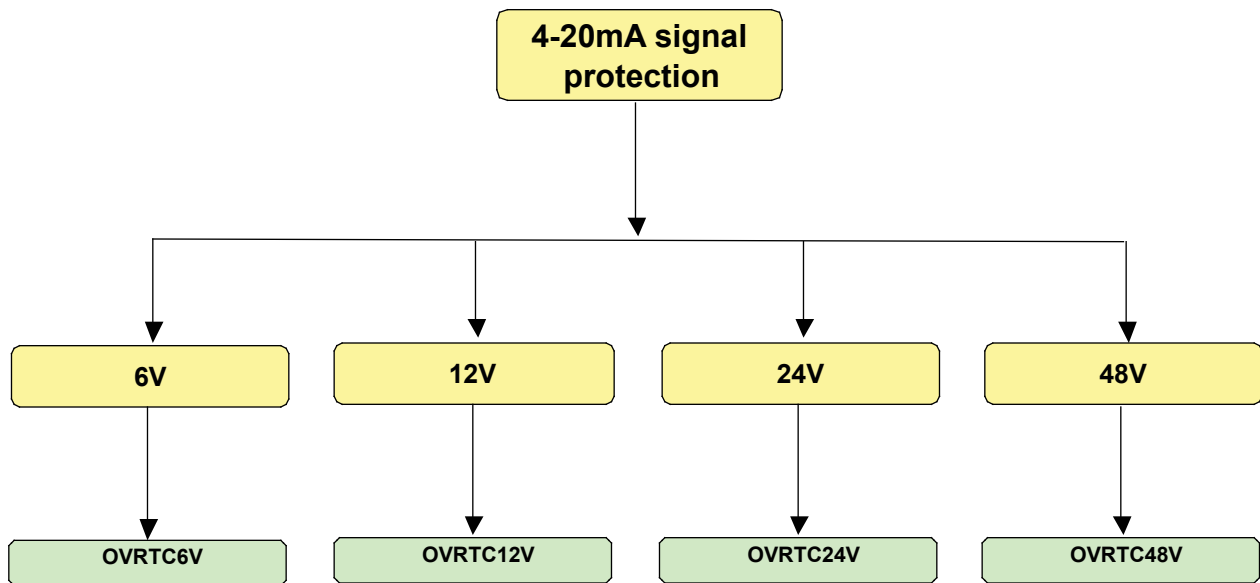 4-20mA signal
protection
6V
12V
24V
48V
OVRTC6V
OVRTC12V
OVRTC24V
OVRTC48V